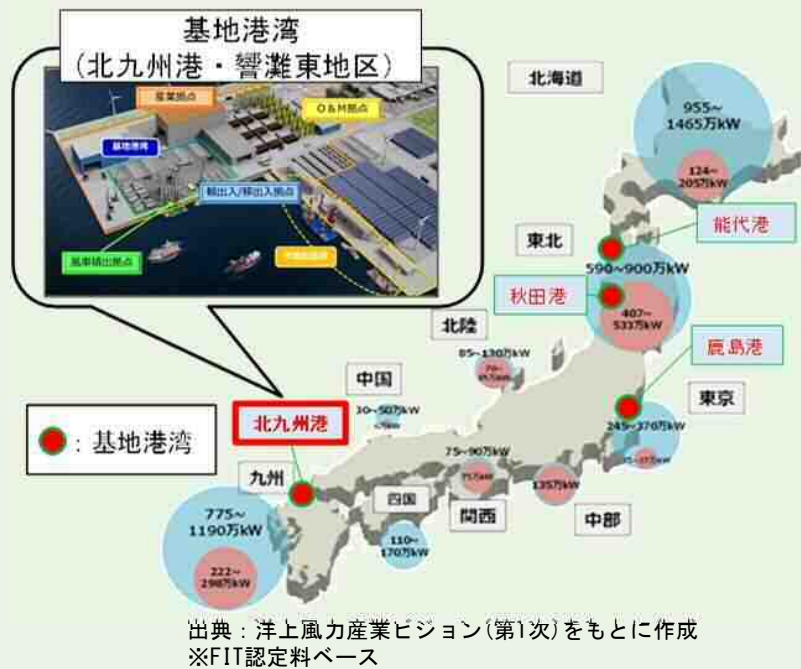 基地港湾
(北九州港・響灘東地区)
産業拠点
O&M拠点
基地港湾
輸出入/移出入拠点
風車積出拠点
北海道
955~
1465万kW
124~
205万kW
能代港
東北
590~900万kW
秋田港
407~
533万kW
北陸
85~130万kW
鹿島港
中国
30~50万kW
東京
245~370万kW
北九州港
:基地港湾
九州
75~90万kW
75万kW
135万kW
四国
関西
中部
775~
1190万kW
110~
170万kW
222~
298万kW
出典:洋上風力産業ビジョン(第1次)をもとに作成
※FIT認定料ベース